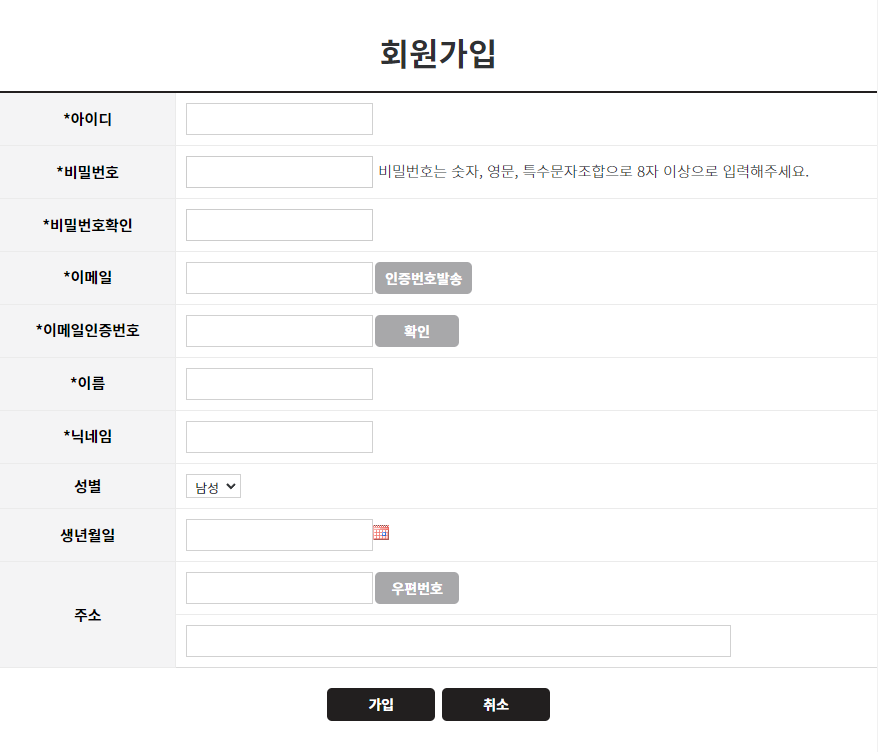 회원가입
*아이디
*비밀번호
비밀번호는 숫자, 영문, 특수문자조합으로 8자 이상으로 입력해주세요.
*비밀번호확인
*이메일
인증번호발송
*이메일인증번호
확인
*이름
*닉네임
성별
남성
생년월일
주소
우편번호
가입
취소